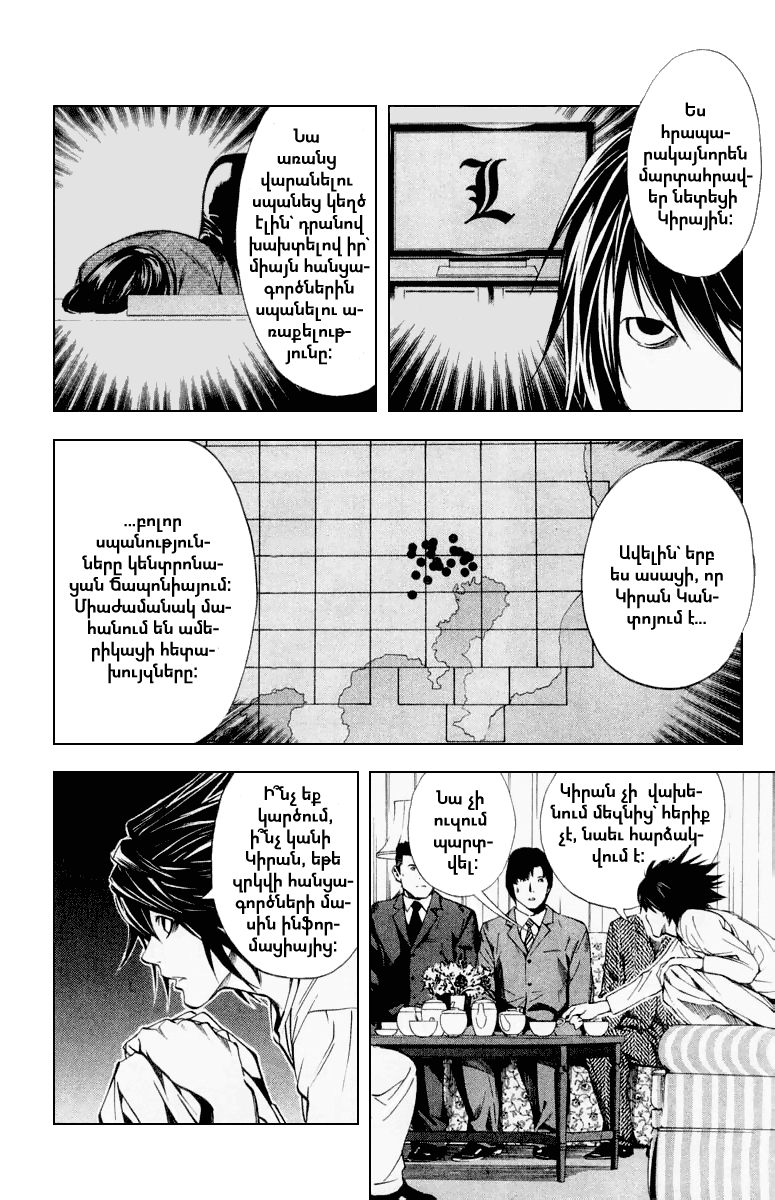 Ես
հրապա-
րակայնորեն
մարտահրավ-
եր նետեցի
Կիրային:
L
Նա
առանց
վարանելու
սպանեց կեղծ
Էլին՝ դրանով
խախտելով իր՝
միայն հանցա-
գործներին
սպանելու ա-
ռաքելութ-
յունը:
Ավելին՝ երբ
ես ասացի, որ
Կիրան Կան-
տոյում է...
...բոլոր
սպանություն-
ները կենտրոնա-
ցան Ճապոնիայում:
Միաժամանակ մա-
հանում են ամե-
րիկացի հետա-
խույզները:
Կիրան չի վախե-
նում մեզնից՝ հերիք
չէ, նաեւ հարձակ-
վում է:
Նա չի
ուզում
պարտ-
վել:
Ի՞նչ եք
կարծում,
ի՞նչ կանի
Կիրան, եթե
զրկվի հանցա-
գործների մա-
սին ինֆոր-
մացիայից: